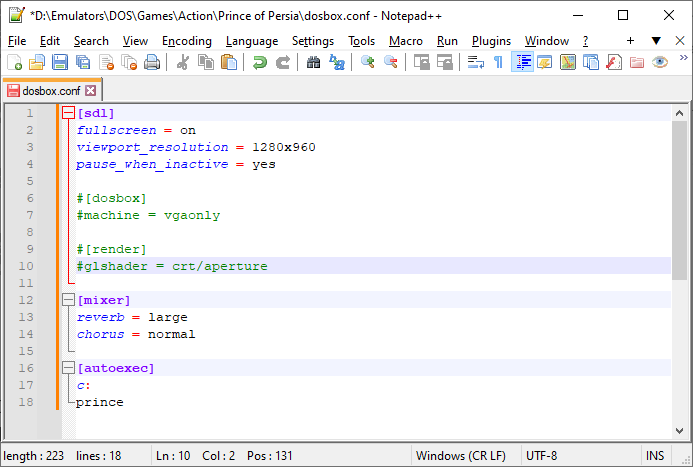 *D:\Emulators\DOS\Games\Action\Prince of Persia\dosbox.conf - Notepad++
File Edit Search View Encoding Language Settings Tools Macro Run Plugins Window ? + ▼ X
dosbox.conf
1 [sdl]
2 fullscreen = on
3 viewport_resolution = 1280x960
4 pause_when_inactive = yes
5
6 #[dosbox]
7 #machine = vgaonly
8
9 #[render]
10 #glshader = crt/aperture
11
12 [mixer]
13 reverb = large
14 chorus = normal
15
16 [autoexec]
17 c:
18 prince
length : 223 lines : 18 Ln : 10 Col : 2 Pos : 131 Windows (CR LF) UTF-8 INS